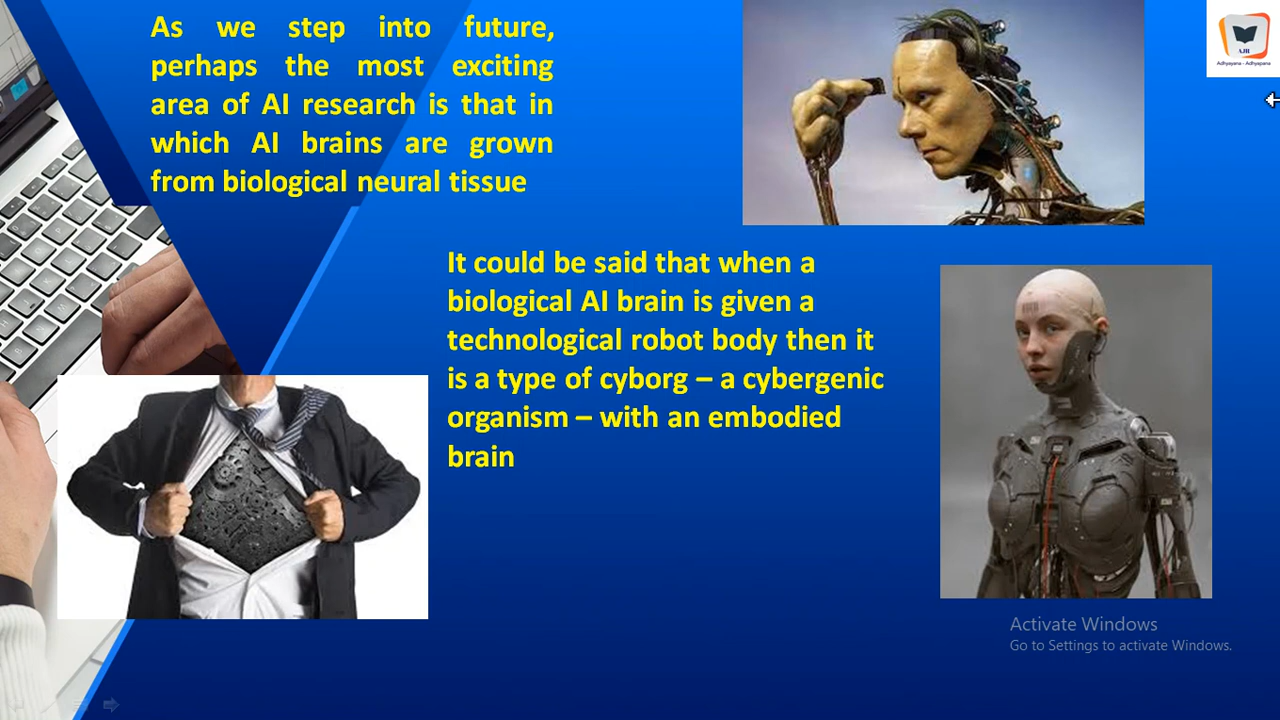 As we step into future,
perhaps the most exciting
area of AI research is that in
which AI brains are grown
from biological neural tissue
AJR
Adhyayana - Adhyapana
It could be said that when a
biological AI brain is given a
technological robot body then it
is a type of cyborg – a cybergenic
organism – with an embodied
brain
Activate Windows
Go to Settings to activate Windows.